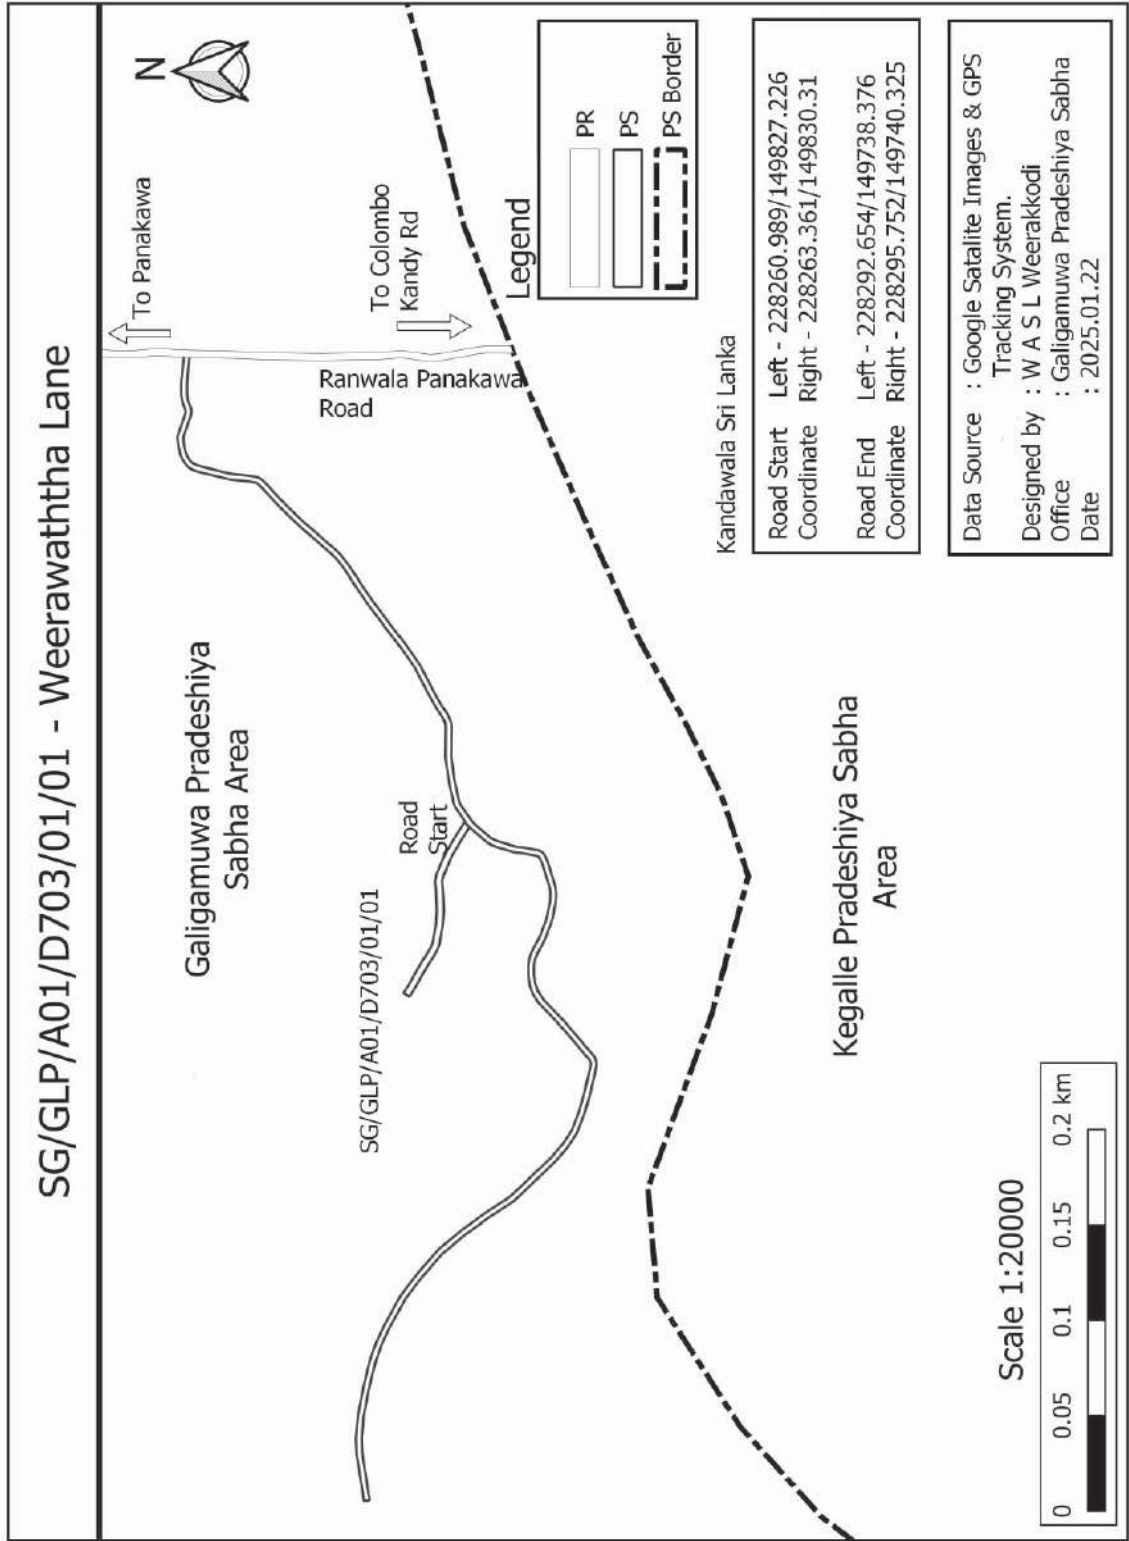 SG/GLP/A01/D703/01/01 - Weerawaththa Lane
N
To Panakawa
Galigamuwa Pradeshiya
Sabha Area
Ranwala Panakawa
Road
To Colombo
Kandy Rd
Road
Start
SG/GLP/A01/D703/01/01
Legend
PR
PS
PS Border
Kegalle Pradeshiya Sabha
Area
Kandawala Sri Lanka
Road Start Left - 228260.989/149827.226
Coordinate Right - 228263.361/149830.31
Road End Left - 228292.654/149738.376
Coordinate Right - 228295.752/149740.325
Data Source : Google Satalite Images & GPS
Tracking System.
Designed by : W A S L Weerakkodi
Office : Galigamuwa Pradeshiya Sabha
Date : 2025.01.22
Scale 1:20000
0 0.05 0.1 0.15 0.2 km